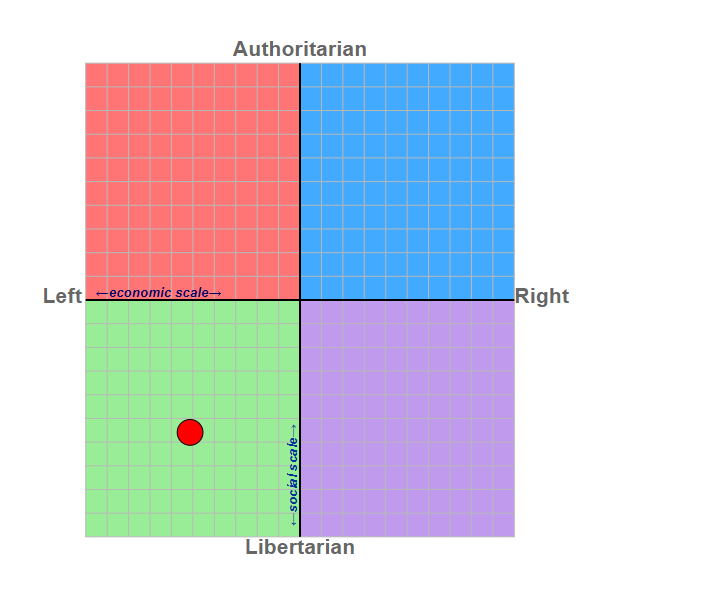 Authoritarian
Left
←economic scale→
Right
←social scale→
Libertarian